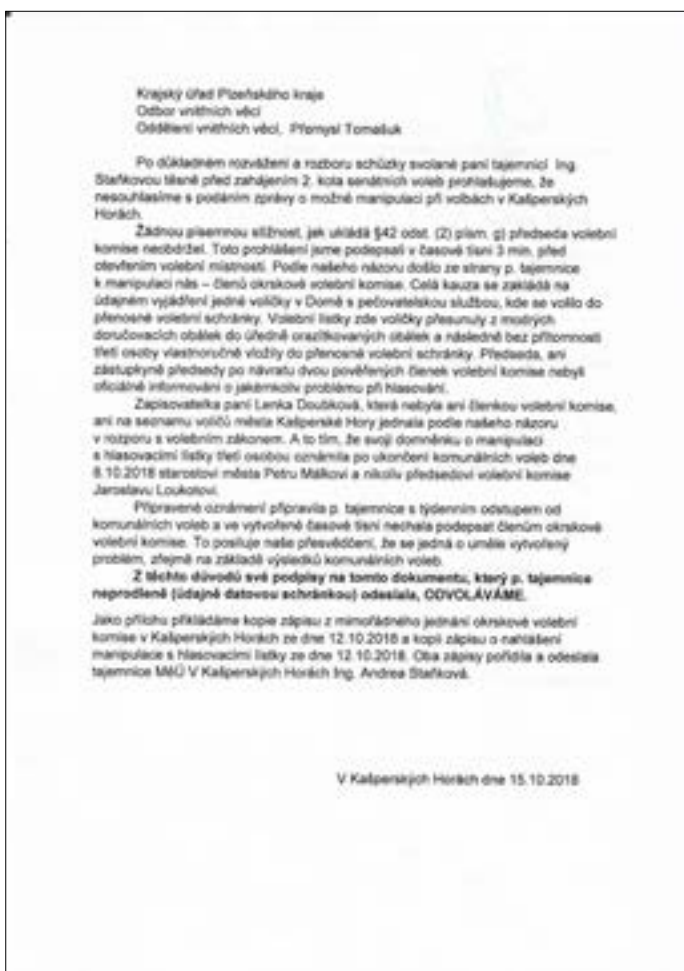 Krajský úřad Plzeňského kraje
Odbor vnitřních věcí
Oddělení vnitřních věcí, Přemysl Tomašuk
Po důkladném rozvážení a rozboru schůzky svolané paní tajemnicí Ing.
Staňkovou těsně před zahájením 2. kola senátních voleb prohlašujeme, že
nesouhlasíme s podáním zprávy o možné manipulaci při volbách v Kašperských
Horách.
Žádnou písemnou stížnost, jak ukládá §42 odst. (2) písm. g) předseda volební
komise neobdržel. Toto prohlášení jsme podepsali v časové tísni 3 min. před
otevřením volební místnosti. Podle našeho názoru došlo ze strany p. tajemnice
k manipulaci nás – členů okrskové volební komise. Celá kauza se zakládá na
údajném vyjádření jedné voličky v Domě s pečovatelskou službou, kde se volilo do
přenosné volební schránky. Volební lístky zde voličky přesunuly z modrých
doručovacích obálek do úředně orazítkovaných obálek a následně bez přítomnosti
třetí osoby vlastnoručně vložily do přenosné volební schránky. Předseda, ani
zástupkyně předsedy po návratu dvou pověřených členek volební komise nebyli
oficiálně informováni o jakémkoliv problému při hlasování.
Zapisovatelka paní Lenka Doubková, která nebyla ani členkou volební komise,
ani na seznamu voličů města Kašperské Hory jednala podle našeho názoru
v rozporu s volebním zákonem. A to tím, že svoji domněnku o manipulaci
s hlasovacími lístky třetí osobou oznámila po ukončení komunálních voleb dne
8.10.2018 starostovi města Petru Málkovi a nikoliv předsedovi volební komise
Jaroslavu Loukotovi.
Připravené oznámení připravila p. tajemnice s týdenním odstupem od
komunálních voleb a ve vytvořené časové tísni nechala podepsat členům okrskové
volební komise. To posiluje naše přesvědčení, že se jedná o uměle vytvořený
problém, zřejmě na základě výsledků komunálních voleb.
Z těchto důvodů své podpisy na tomto dokumentu, který p. tajemnice
neprodleně (údajně datovou schránkou) odeslala, ODVOLÁVÁME.
Jako přílohu přikládáme kopie zápisu z mimořádného jednání okrskové volební
komise v Kašperských Horách ze dne 12.10.2018 a kopii zápisu o nahlášení
manipulace s hlasovacími lístky ze dne 12.10.2018. Oba zápisy pořídila a odeslala
tajemnice MěÚ V Kašperských Horách Ing. Andrea Staňková.
V Kašperských Horách dne 15.10.2018